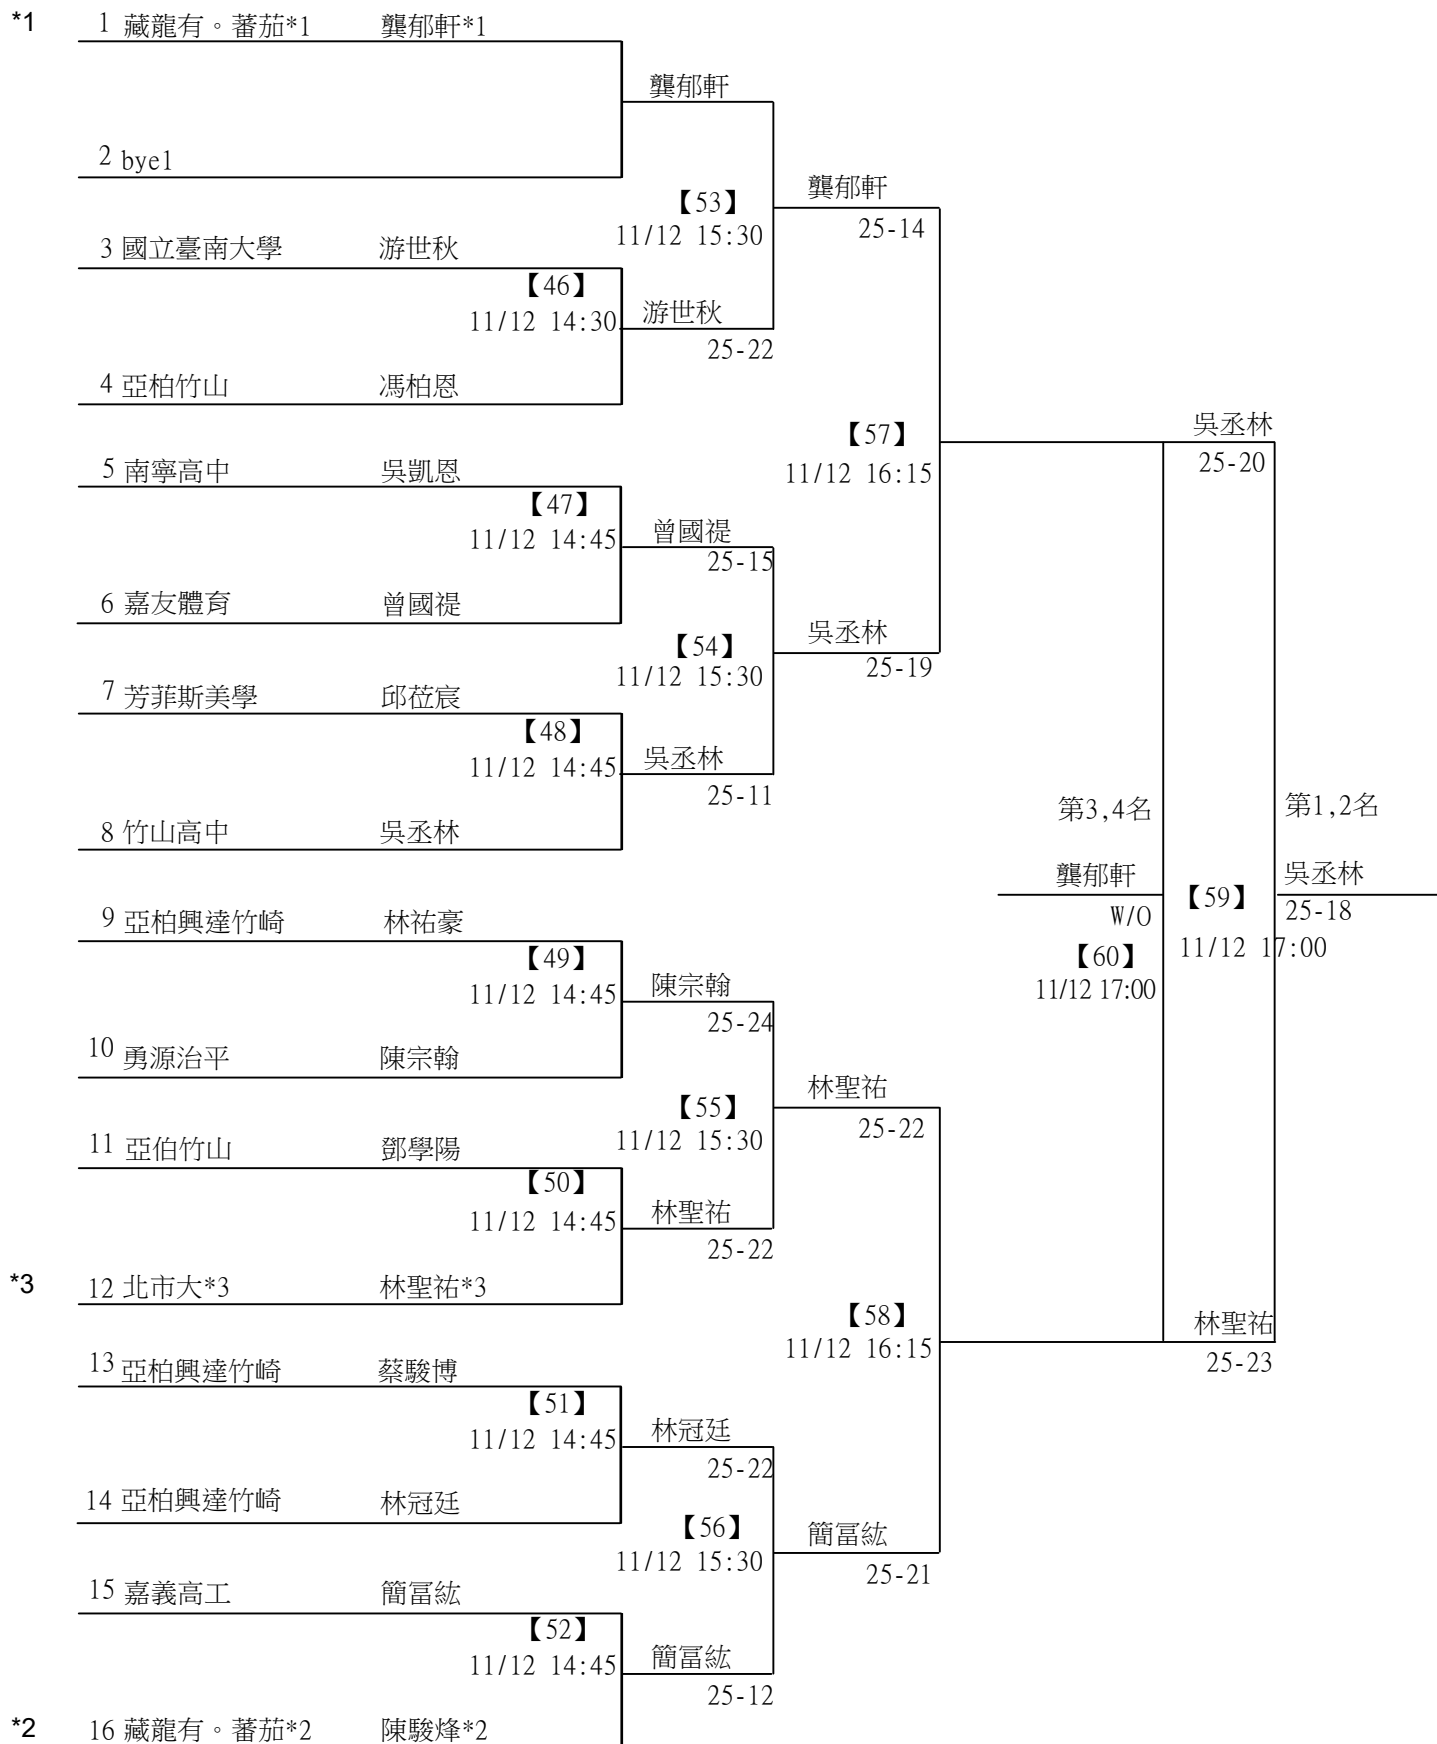 *1 1 藏龍有。蕃茄*1 龔郁軒*1
龔郁軒
2 bye1
龔郁軒
【53】
25-14
11/12 15:30
3 國立臺南大學 游世秋
【46】
11/12 14:30
游世秋
25-22
4 亞柏竹山 馮柏恩
吳丞林
【57】
25-20
11/12 16:15
5 南寧高中 吳凱恩
【47】
11/12 14:45
曾國禔
25-15
6 嘉友體育 曾國禔
吳丞林
【54】
25-19
11/12 15:30
7 芳菲斯美學 邱莅宸
【48】
11/12 14:45
吳丞林
25-11
第3,4名 第1,2名
8 竹山高中 吳丞林
龔郁軒
吳丞林
【59】
W/O
25-18
9 亞柏興達竹崎 林祐豪
【60】
11/12 17:00
11/12 17:00
【49】
11/12 14:45
陳宗翰
25-24
10 勇源治平 陳宗翰
林聖祐
【55】
25-22
11/12 15:30
11 亞伯竹山 鄧學陽
【50】
11/12 14:45
林聖祐
25-22
*3 12 北市大*3 林聖祐*3
【58】
林聖祐
11/12 16:15
25-23
13 亞柏興達竹崎 蔡駿博
【51】
11/12 14:45
林冠廷
25-22
14 亞柏興達竹崎 林冠廷
【56】
簡冨紘
11/12 15:30
25-21
15 嘉義高工 簡冨紘
【52】
11/12 14:45
簡冨紘
25-12
*2 16 藏龍有。蕃茄*2 陳駿烽*2